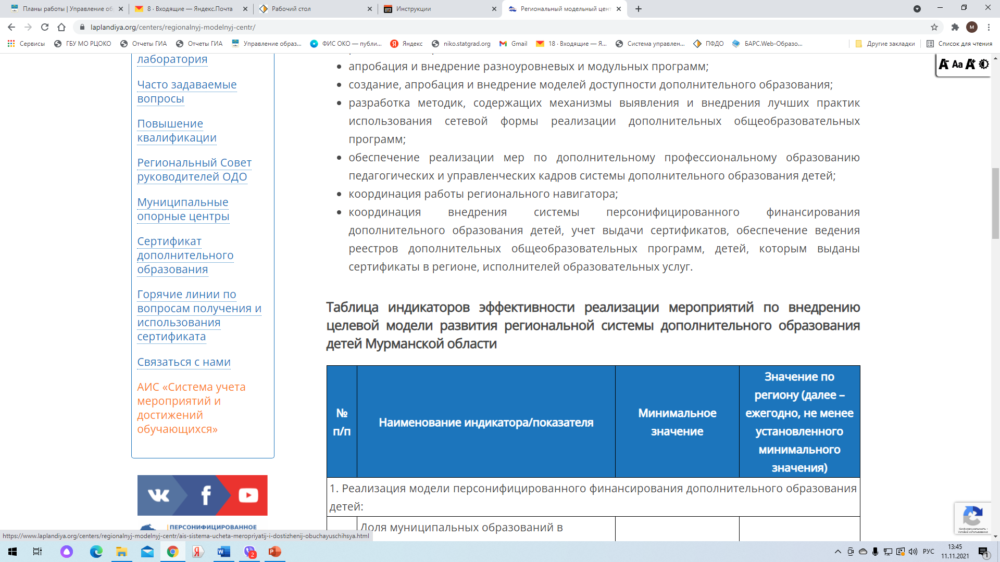 Планы работы | Управление об
8 · Входящие — Яндекс.Почта
Рабочий стол
Инструкции
Региональный модельный цент
laplandiya.org/centers/regionalnyj-modelnyj-centr/
М
Сервисы
ГБУ МО РЦОКО
Отчеты ГИА
Отчеты ГИА
Управление образ...
ФИС ОКО — публи...
Яндекс
niko.statgrad.org
Gmail
18 · Входящие — Я...
Система управлен...
ПФДО
БАРС.Web-Образо...
Другие закладки
Список для чтения
лаборатория
Часто задаваемые
вопросы
Повышение
квалификации
Региональный Совет
руководителей ОДО
Муниципальные
опорные центры
Сертификат
дополнительного
образования
Горячие линии по
вопросам получения и
использования
сертификата
Связаться с нами
АИС «Система учета
мероприятий и
достижений
обучающихся»
ПЕРСОНИФИЦИРОВАННОЕ
апробация и внедрение разноуровневых и модульных программ;
создание, апробация и внедрение моделей доступности дополнительного образования;
разработка методик, содержащих механизмы выявления и внедрения лучших практик
использования сетевой формы реализации дополнительных общеобразовательных
программ;
обеспечение реализации мер по дополнительному профессиональному образованию
педагогических и управленческих кадров системы дополнительного образования детей;
координация работы регионального навигатора;
координация внедрения системы персонифицированного финансирования
дополнительного образования детей, учет выдачи сертификатов, обеспечение ведения
реестров дополнительных общеобразовательных программ, детей, которым выданы
сертификаты в регионе, исполнителей образовательных услуг.
Таблица индикаторов эффективности реализации мероприятий по внедрению
целевой модели развития региональной системы дополнительного образования
детей Мурманской области
№
п/п
Наименование индикатора/показателя
Минимальное
значение
Значение по
региону (далее –
ежегодно, не менее
установленного
минимального
значения)
1. Реализация модели персонифицированного финансирования дополнительного образования
детей:
Доля муниципальных образований в
A- Aa A+
Конфиденциальность -
Условия использования
https://www.laplandiya.org/centers/regionalnyj-modelnyj-centr/ais-sistema-ucheta-meropriyatij-i-dostizhenij-obuchayuschihsya.html
2
РУС
13:45
11.11.2021
1